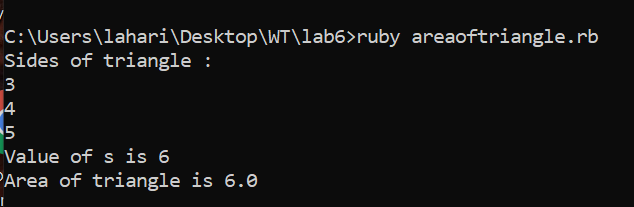 C:\Users\lahari\Desktop\WT\lab6>ruby areaoftriangle.rb
Sides of triangle :
3
4
5
Value of s is 6
Area of triangle is 6.0